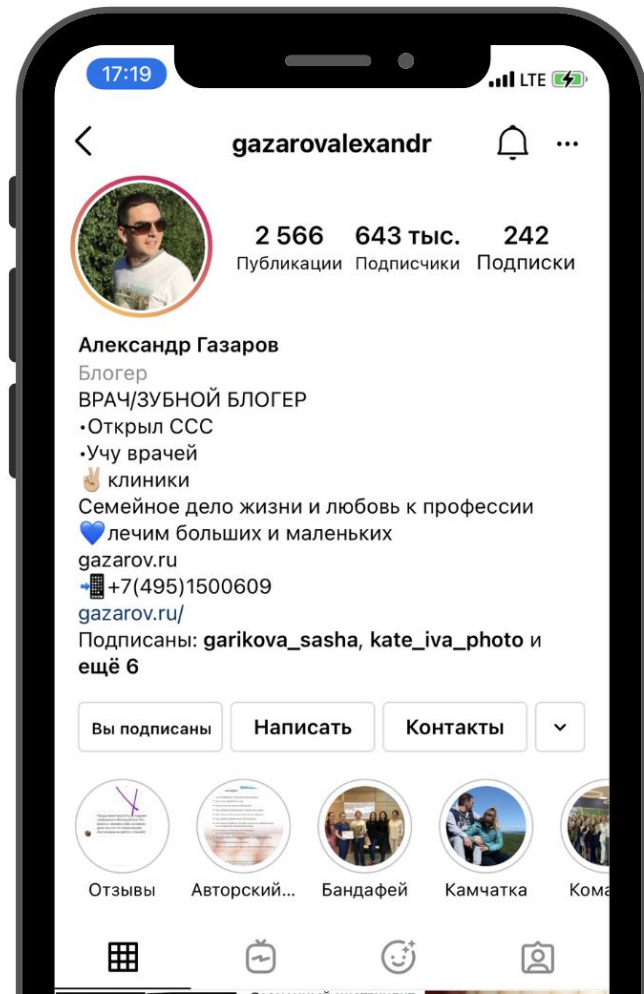 17:19
LTE
gazarovalexandr
2 566 643 тыс. 242
Публикации Подписчики Подписки
Александр Газаров
Блогер
ВРАЧ/ЗУБНОЙ БЛОГЕР
•Открыл ССС
•Учу врачей
✌🏼 клиники
Семейное дело жизни и любовь к профессии
💙лечим больших и маленьких
gazarov.ru
📲+7(495)1500609
gazarov.ru/
Подписаны: garikova_sasha, kate_iva_photo и
ещё 6
Вы подписаны Написать Контакты
Отзывы Авторский... Бандафей Камчатка Кома